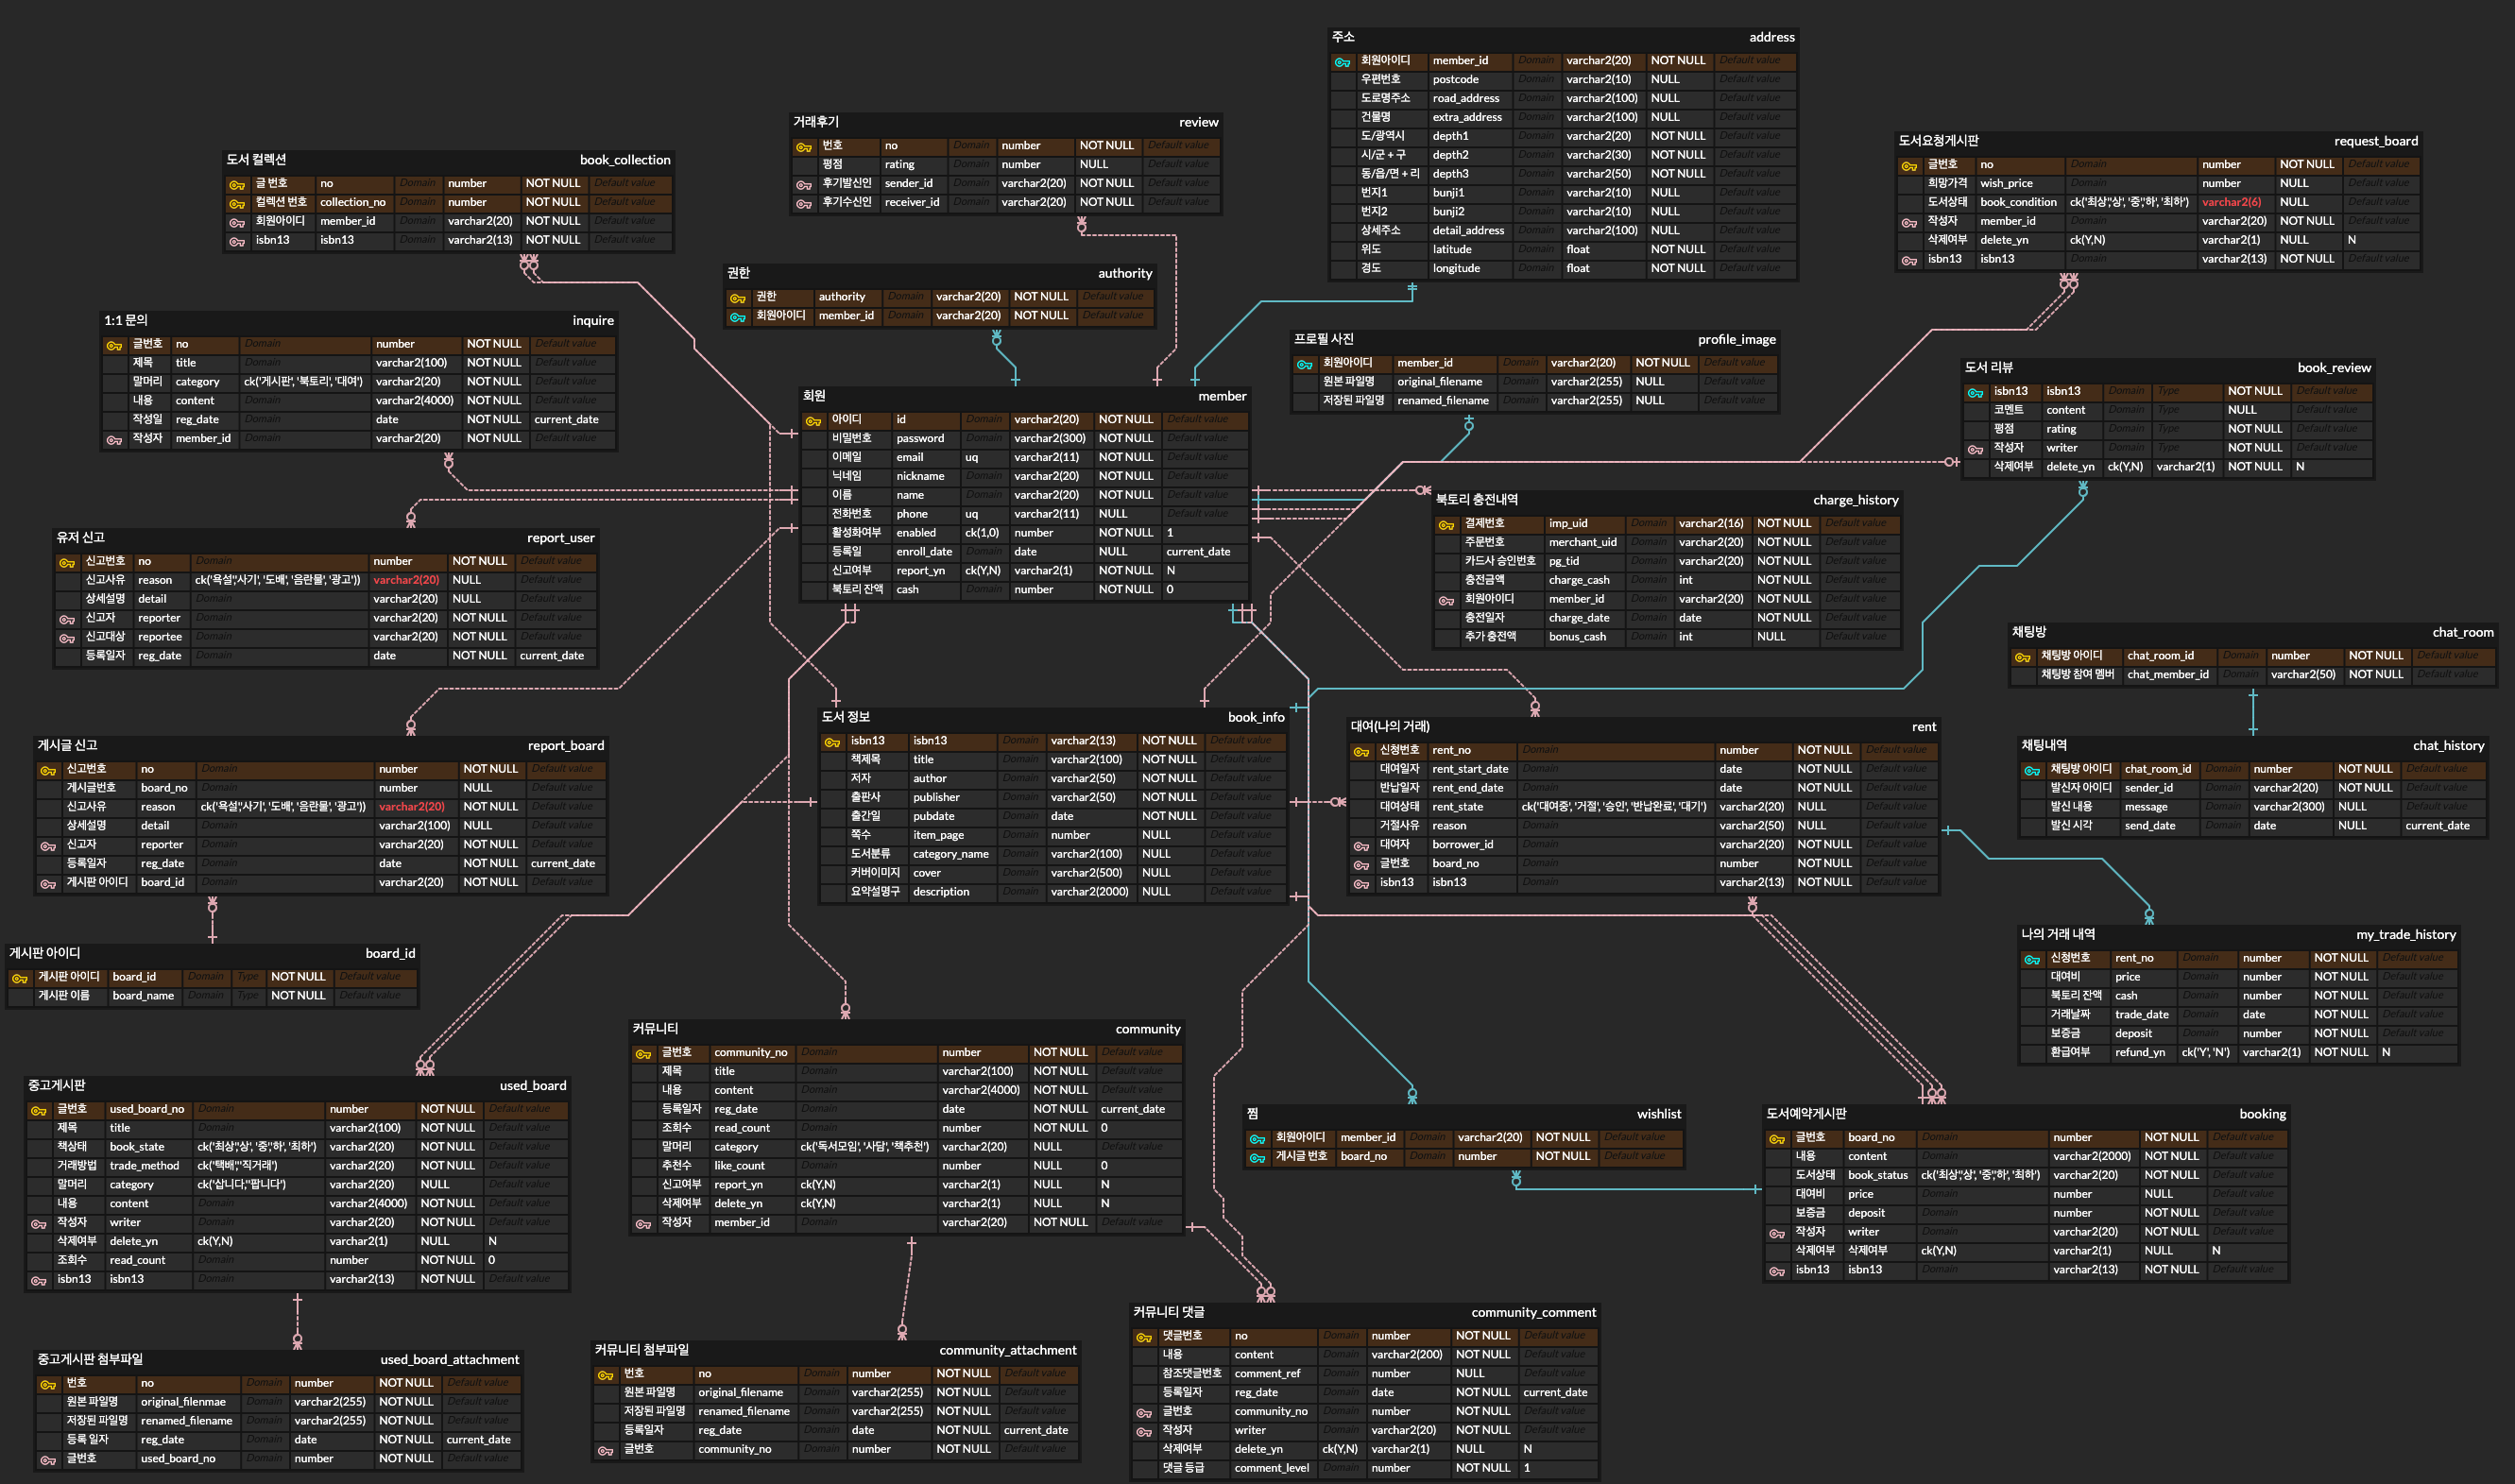 주소 address
회원아이디 member_id Domain varchar2(20) NOT NULL Default value
우편번호 postcode Domain varchar2(10) NULL Default value
도로명주소 road_address Domain varchar2(100) NULL Default value
건물명 extra_address Domain varchar2(100) NULL Default value
도/광역시 depth1 Domain varchar2(20) NOT NULL Default value
시/군 + 구 depth2 Domain varchar2(30) NOT NULL Default value
동/읍/면 + 리 depth3 Domain varchar2(50) NOT NULL Default value
번지1 bunji1 Domain varchar2(10) NULL Default value
번지2 bunji2 Domain varchar2(10) NULL Default value
상세주소 detail_address Domain varchar2(100) NULL Default value
위도 latitude Domain float NOT NULL Default value
경도 longitude Domain float NOT NULL Default value
거래후기 review
번호 no Domain number NOT NULL Default value
평점 rating Domain number NULL Default value
후기발신인 sender_id Domain varchar2(20) NOT NULL Default value
후기수신인 receiver_id Domain varchar2(20) NOT NULL Default value
도서요청게시판 request_board
글번호 no Domain number NOT NULL Default value
희망가격 wish_price Domain number NULL Default value
도서상태 book_condition ck('최상','상', '중','하', '최하') varchar2(6) NULL Default value
작성자 member_id Domain varchar2(20) NOT NULL Default value
삭제여부 delete_yn ck(Y,N) varchar2(1) NULL N
isbn13 isbn13 Domain varchar2(13) NOT NULL Default value
도서 컬렉션 book_collection
글 번호 no Domain number NOT NULL Default value
컬렉션 번호 collection_no Domain number NOT NULL Default value
회원아이디 member_id Domain varchar2(20) NOT NULL Default value
isbn13 isbn13 Domain varchar2(13) NOT NULL Default value
권한 authority
권한 authority Domain varchar2(20) NOT NULL Default value
회원아이디 member_id Domain varchar2(20) NOT NULL Default value
1:1 문의 inquire
글번호 no Domain number NOT NULL Default value
제목 title Domain varchar2(100) NOT NULL Default value
말머리 category ck('게시판', '북토리', '대여') varchar2(20) NOT NULL Default value
내용 content Domain varchar2(4000) NOT NULL Default value
작성일 reg_date Domain date NOT NULL current_date
작성자 member_id Domain varchar2(20) NOT NULL Default value
프로필 사진 profile_image
회원아이디 member_id Domain varchar2(20) NOT NULL Default value
원본 파일명 original_filename Domain varchar2(255) NULL Default value
저장된 파일명 renamed_filename Domain varchar2(255) NULL Default value
도서 리뷰 book_review
isbn13 isbn13 Domain Type NOT NULL Default value
코멘트 content Domain Type NULL Default value
평점 rating Domain Type NOT NULL Default value
작성자 writer Domain Type NOT NULL Default value
삭제여부 delete_yn ck(Y,N) varchar2(1) NOT NULL N
회원 member
아이디 id Domain varchar2(20) NOT NULL Default value
비밀번호 password Domain varchar2(300) NOT NULL Default value
이메일 email uq varchar2(11) NOT NULL Default value
닉네임 nickname Domain varchar2(20) NOT NULL Default value
이름 name Domain varchar2(20) NOT NULL Default value
전화번호 phone uq varchar2(11) NULL Default value
활성화여부 enabled ck(1,0) number NOT NULL 1
등록일 enroll_date Domain date NULL current_date
신고여부 report_yn ck(Y,N) varchar2(1) NOT NULL N
북토리 잔액 cash Domain number NOT NULL 0
북토리 충전내역 charge_history
결제번호 imp_uid Domain varchar2(16) NOT NULL Default value
주문번호 merchant_uid Domain varchar2(20) NOT NULL Default value
카드사 승인번호 pg_tid Domain varchar2(20) NOT NULL Default value
충전금액 charge_cash Domain int NOT NULL Default value
회원아이디 member_id Domain varchar2(20) NOT NULL Default value
충전일자 charge_date Domain date NOT NULL Default value
추가 충전액 bonus_cash Domain int NULL Default value
유저 신고 report_user
신고번호 no Domain number NOT NULL Default value
신고사유 reason ck('욕설','사기', '도배', '음란물', '광고')) varchar2(20) NULL Default value
상세설명 detail Domain varchar2(20) NULL Default value
신고자 reporter Domain varchar2(20) NOT NULL Default value
신고대상 reportee Domain varchar2(20) NOT NULL Default value
등록일자 reg_date Domain date NOT NULL current_date
채팅방 chat_room
채팅방 아이디 chat_room_id Domain number NOT NULL Default value
채팅방 참여 멤버 chat_member_id Domain varchar2(50) NOT NULL Default value
도서 정보 book_info
isbn13 isbn13 Domain varchar2(13) NOT NULL Default value
책제목 title Domain varchar2(100) NOT NULL Default value
저자 author Domain varchar2(50) NOT NULL Default value
출판사 publisher Domain varchar2(50) NOT NULL Default value
출간일 pubdate Domain date NOT NULL Default value
쪽수 item_page Domain number NULL Default value
도서분류 category_name Domain varchar2(100) NULL Default value
커버이미지 cover Domain varchar2(500) NULL Default value
요약설명구 description Domain varchar2(2000) NULL Default value
대여(나의 거래) rent
신청번호 rent_no Domain number NOT NULL Default value
대여일자 rent_start_date Domain date NOT NULL Default value
반납일자 rent_end_date Domain date NOT NULL Default value
대여상태 rent_state ck('대여중', '거절', '승인', '반납완료', '대기') varchar2(20) NULL Default value
거절사유 reason Domain varchar2(50) NULL Default value
대여자 borrower_id Domain varchar2(20) NOT NULL Default value
글번호 board_no Domain number NOT NULL Default value
isbn13 isbn13 Domain varchar2(13) NOT NULL Default value
게시글 신고 report_board
신고번호 no Domain number NOT NULL Default value
게시글번호 board_no Domain number NULL Default value
신고사유 reason ck('욕설','사기', '도배', '음란물', '광고')) varchar2(20) NOT NULL Default value
상세설명 detail Domain varchar2(100) NULL Default value
신고자 reporter Domain varchar2(20) NOT NULL Default value
등록일자 reg_date Domain date NOT NULL current_date
게시판 아이디 board_id Domain varchar2(20) NOT NULL Default value
채팅내역 chat_history
채팅방 아이디 chat_room_id Domain number NOT NULL Default value
발신자 아이디 sender_id Domain varchar2(20) NOT NULL Default value
발신 내용 message Domain varchar2(300) NULL Default value
발신 시각 send_date Domain date NULL current_date
게시판 아이디 board_id
게시판 아이디 board_id Domain Type NOT NULL Default value
게시판 이름 board_name Domain Type NOT NULL Default value
나의 거래 내역 my_trade_history
신청번호 rent_no Domain number NOT NULL Default value
대여비 price Domain number NOT NULL Default value
북토리 잔액 cash Domain number NOT NULL Default value
거래날짜 trade_date Domain date NOT NULL Default value
보증금 deposit Domain number NOT NULL Default value
환급여부 refund_yn ck('Y', 'N') varchar2(1) NOT NULL N
커뮤니티 community
글번호 community_no Domain number NOT NULL Default value
제목 title Domain varchar2(100) NOT NULL Default value
내용 content Domain varchar2(4000) NOT NULL Default value
등록일자 reg_date Domain date NOT NULL current_date
조회수 read_count Domain number NOT NULL 0
말머리 category ck('독서모임', '사담', '책추천') varchar2(20) NULL Default value
추천수 like_count Domain number NULL 0
신고여부 report_yn ck(Y,N) varchar2(1) NULL N
삭제여부 delete_yn ck(Y,N) varchar2(1) NULL N
작성자 member_id Domain varchar2(20) NOT NULL Default value
중고게시판 used_board
글번호 used_board_no Domain number NOT NULL Default value
제목 title Domain varchar2(100) NOT NULL Default value
책상태 book_state ck('최상','상', '중','하', '최하') varchar2(20) NOT NULL Default value
거래방법 trade_method ck('택배','직거래') varchar2(20) NOT NULL Default value
말머리 category ck('삽니다,''팝니다') varchar2(20) NULL Default value
내용 content Domain varchar2(4000) NOT NULL Default value
작성자 writer Domain varchar2(20) NOT NULL Default value
삭제여부 delete_yn ck(Y,N) varchar2(1) NULL N
조회수 read_count Domain number NOT NULL 0
isbn13 isbn13 Domain varchar2(13) NOT NULL Default value
찜 wishlist
회원아이디 member_id Domain varchar2(20) NOT NULL Default value
게시글 번호 board_no Domain number NOT NULL Default value
도서예약게시판 booking
글번호 board_no Domain number NOT NULL Default value
내용 content Domain varchar2(2000) NOT NULL Default value
도서상태 book_status ck('최상','상', '중','하', '최하') varchar2(20) NOT NULL Default value
대여비 price Domain number NULL Default value
보증금 deposit Domain number NOT NULL Default value
작성자 writer Domain varchar2(20) NOT NULL Default value
삭제여부 삭제여부 ck(Y,N) varchar2(1) NULL N
isbn13 isbn13 Domain varchar2(13) NOT NULL Default value
중고게시판 첨부파일 used_board_attachment
번호 no Domain number NOT NULL Default value
원본 파일명 original_filenmae Domain varchar2(255) NOT NULL Default value
저장된 파일명 renamed_filename Domain varchar2(255) NOT NULL Default value
등록 일자 reg_date Domain date NOT NULL current_date
글번호 used_board_no Domain number NOT NULL Default value
커뮤니티 첨부파일 community_attachment
번호 no Domain number NOT NULL Default value
원본 파일명 original_filename Domain varchar2(255) NOT NULL Default value
저장된 파일명 renamed_filename Domain varchar2(255) NOT NULL Default value
등록일자 reg_date Domain date NOT NULL current_date
글번호 community_no Domain number NOT NULL Default value
커뮤니티 댓글 community_comment
댓글번호 no Domain number NOT NULL Default value
내용 content Domain varchar2(200) NOT NULL Default value
참조댓글번호 comment_ref Domain number NULL Default value
등록일자 reg_date Domain date NOT NULL current_date
글번호 community_no Domain number NOT NULL Default value
작성자 writer Domain varchar2(20) NOT NULL Default value
삭제여부 delete_yn ck(Y,N) varchar2(1) NULL N
댓글 등급 comment_level Domain number NOT NULL 1